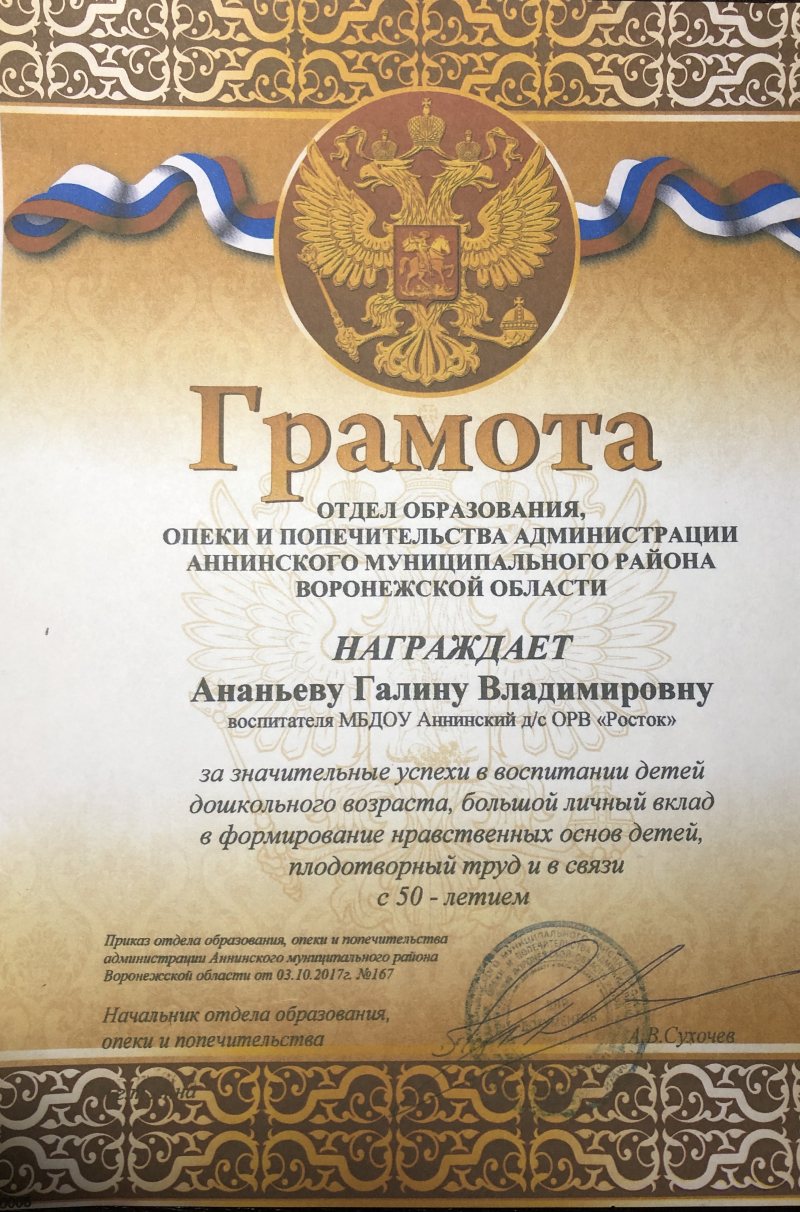 Грамота
ОТДЕЛ ОБРАЗОВАНИЯ,
ОПЕКИ И ПОПЕЧИТЕЛЬСТВА АДМИНИСТРАЦИИ
АННИНСКОГО МУНИЦИПАЛЬНОГО РАЙОНА
ВОРОНЕЖСКОЙ ОБЛАСТИ
НАГРАЖДАЕТ
Ананьеву Галину Владимировну
воспитателя МБДОУ Аннинский д/с ОРВ «Росток»
за значительные успехи в воспитании детей
дошкольного возраста, большой личный вклад
в формирование нравственных основ детей,
плодотворный труд и в связи
с 50 - летием
Приказ отдела образования, опеки и попечительства
администрации Аннинского муниципального района
Воронежсской области от 03.10.2017г. №167
Начальник отдела образования,
опеки и попечительства
А.В.Сухочев